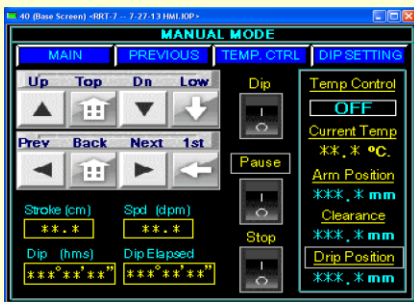 40 (Base Screen) <RRT-7 -- 7-27-13 HMI.IOP>
MANUAL MODE
MAIN PREVIOUS TEMP. CTRL DIP SETTING
Up Top Dn Low
Prev Back Next 1st
Stroke (cm) Spd (dpm)
**.* **.*
Dip (hms) Dip Elapsed
***°**'**" ***°**'**"
Dip
Pause
Stop
Temp Control
OFF
Current Temp
**.* °C.
Arm Position
***.* mm
Clearance
***.* mm
Drip Position
***.* mm